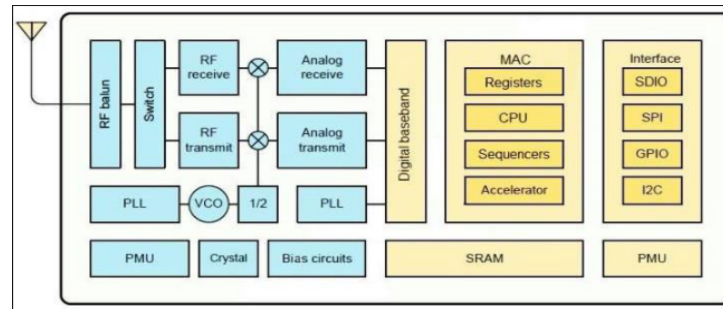 RF balun
Switch
RF
receive
Analog
receive
RF
transmit
Analog
transmit
PLL
VCO
1/2
PLL
Digital baseband
MAC
Registers
CPU
Sequencers
Accelerator
Interface
SDIO
SPI
GPIO
I2C
PMU
Crystal
Bias circuits
SRAM
PMU